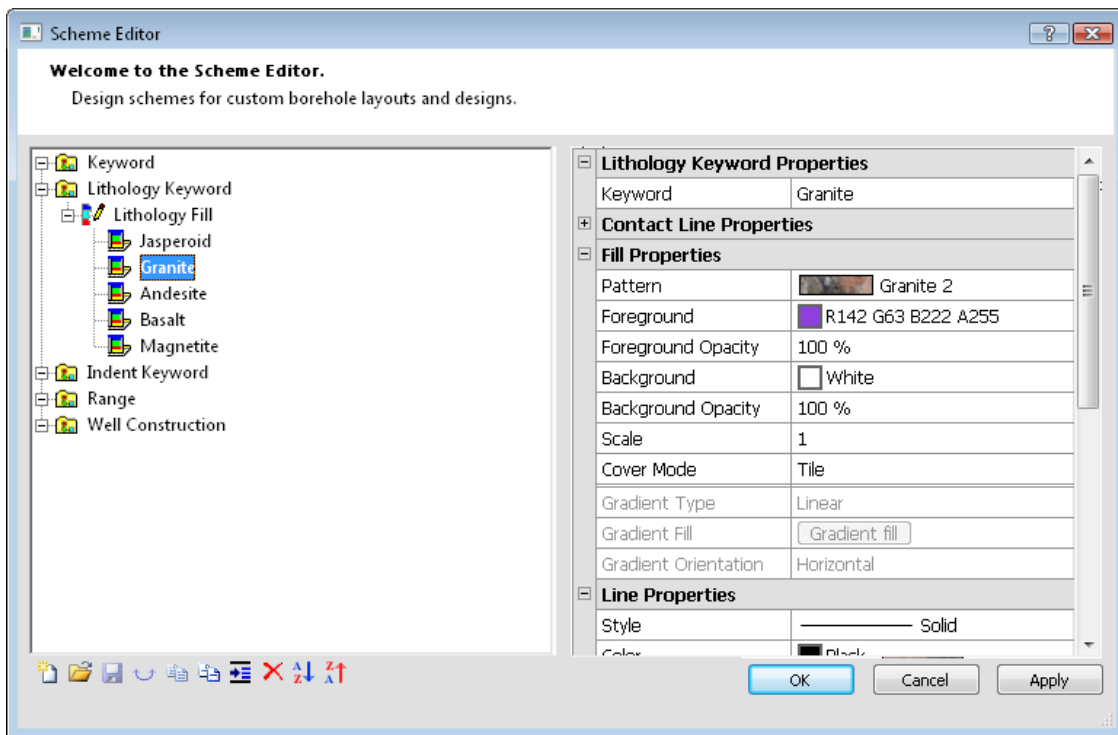 Scheme Editor
Welcome to the Scheme Editor.
Design schemes for custom borehole layouts and designs.
Keyword
Lithology Keyword
Lithology Fill
Jasperoid
Granite
Andesite
Basalt
Magnetite
Indent Keyword
Range
Well Construction
Lithology Keyword Properties
Keyword Granite
Contact Line Properties
Fill Properties
Pattern Granite 2
Foreground R142 G63 B222 A255
Foreground Opacity 100 %
Background White
Background Opacity 100 %
Scale 1
Cover Mode Tile
Gradient Type Linear
Gradient Fill Gradient fill
Gradient Orientation Horizontal
Line Properties
Style Solid
Color Black
OK Cancel Apply